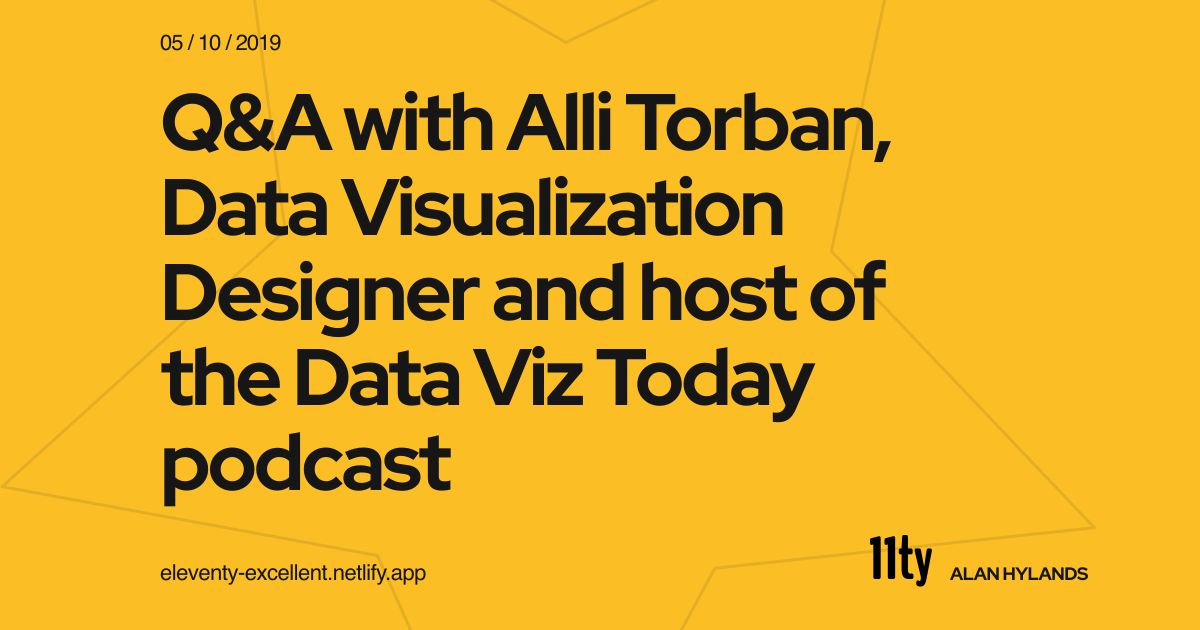 05 / 10 / 2019
Q&A with Alli Torban,
Data Visualization
Designer and host of
the Data Viz Today
podcast
eleventy-excellent.netlify.app
11ty ALAN HYLANDS